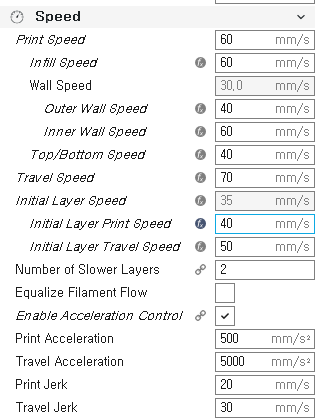 Speed
Print Speed 60 mm/s
Infill Speed 60 mm/s
Wall Speed 30,0 mm/s
Outer Wall Speed 40 mm/s
Inner Wall Speed 60 mm/s
Top/Bottom Speed 40 mm/s
Travel Speed 70 mm/s
Initial Layer Speed 35 mm/s
Initial Layer Print Speed 40 mm/s
Initial Layer Travel Speed 50 mm/s
Number of Slower Layers 2
Equalize Filament Flow
Enable Acceleration Control
Print Acceleration 500 mm/s²
Travel Acceleration 5000 mm/s²
Print Jerk 20 mm/s
Travel Jerk 30 mm/s